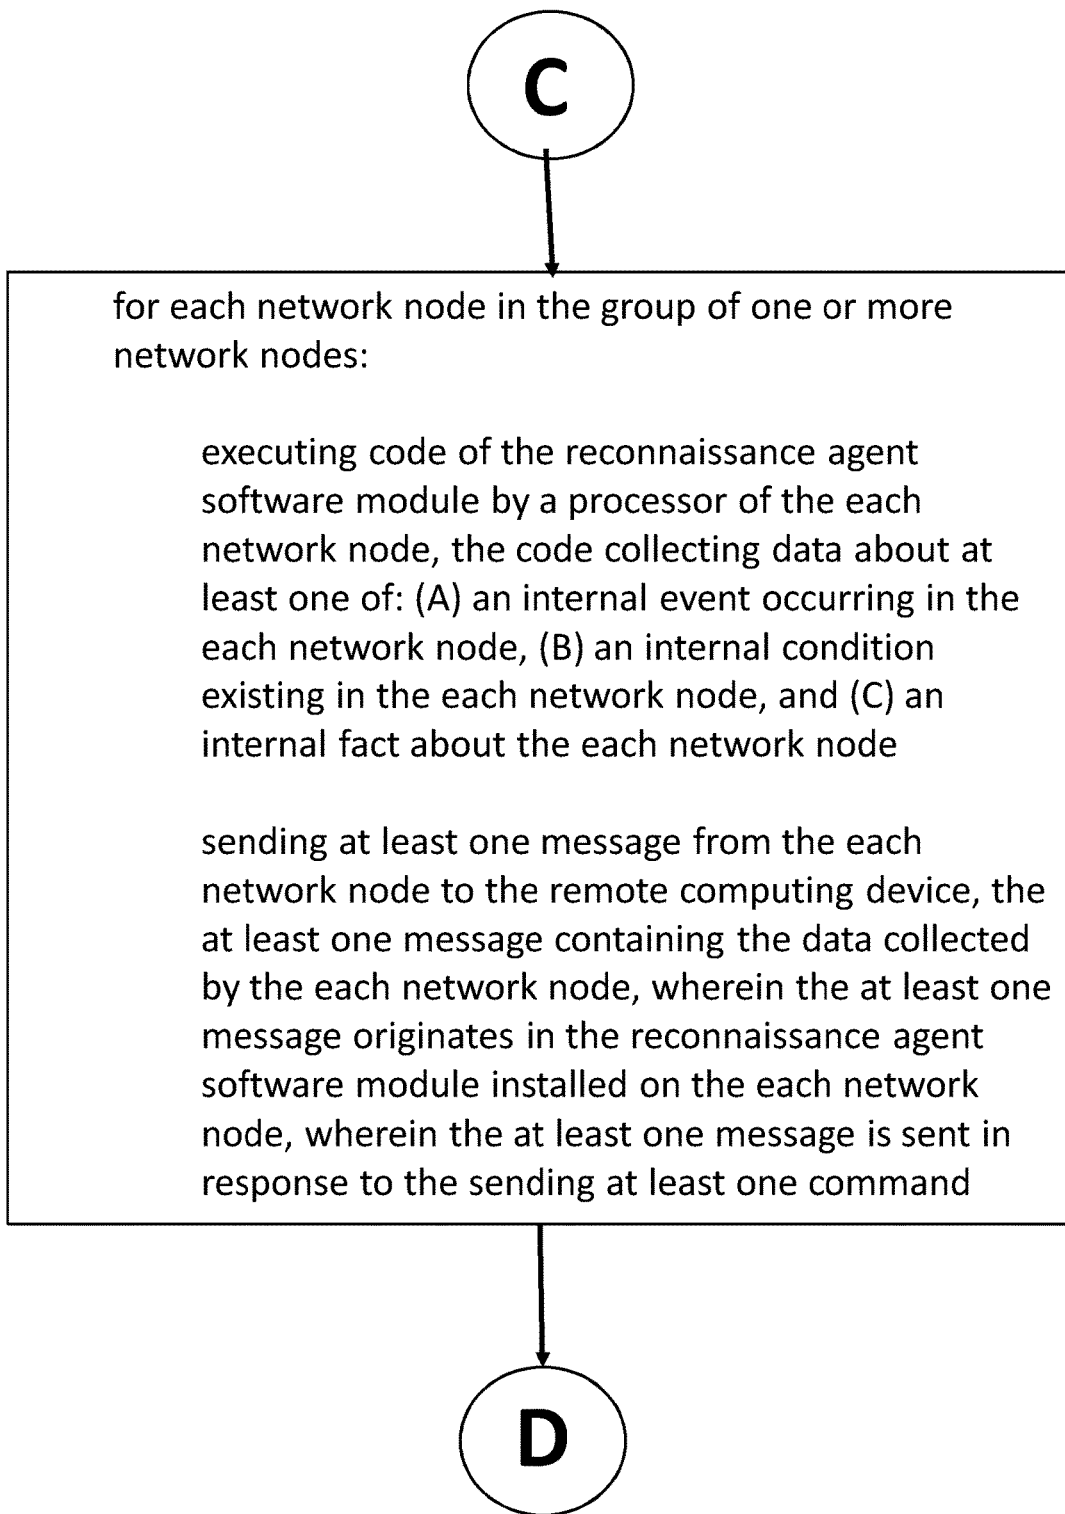 C
for each network node in the group of one or more
network nodes:
executing code of the reconnaissance agent
software module by a processor of the each
network node, the code collecting data about at
least one of: (A) an internal event occurring in the
each network node, (B) an internal condition
existing in the each network node, and (C) an
internal fact about the each network node
sending at least one message from the each
network node to the remote computing device, the
at least one message containing the data collected
by the each network node, wherein the at least one
message originates in the reconnaissance agent
software module installed on the each network
node, wherein the at least one message is sent in
response to the sending at least one command
D